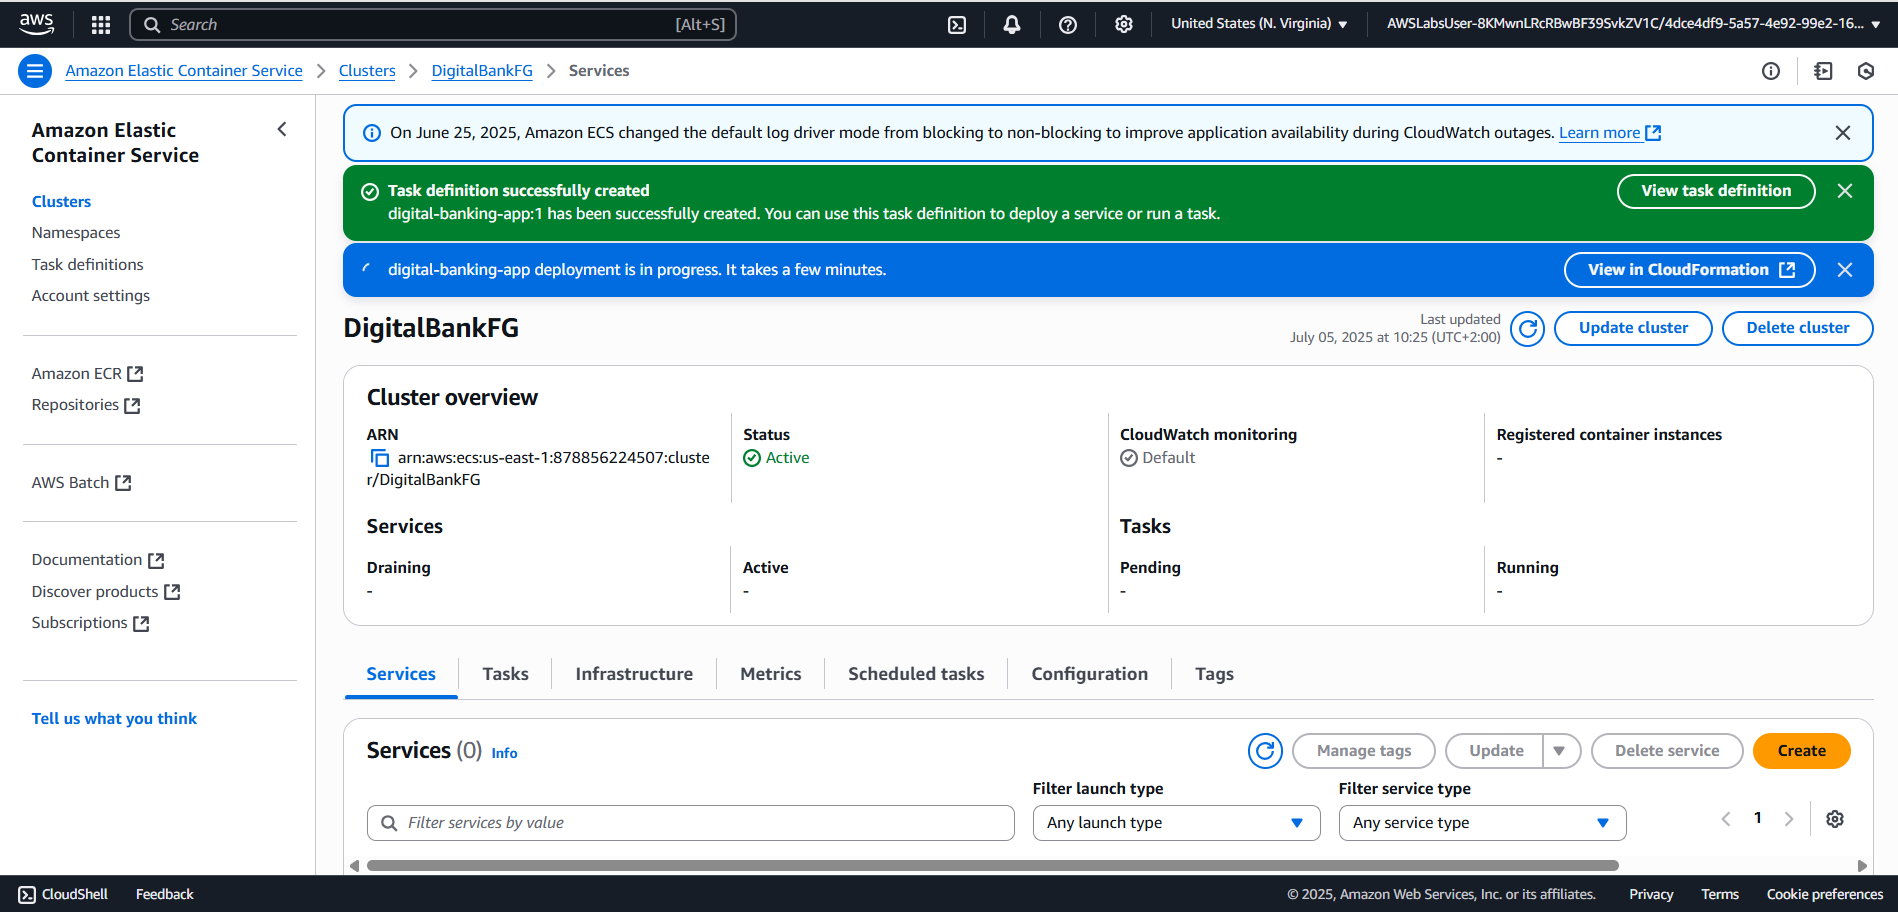 aws
Search
[Alt+S]
United States (N. Virginia)
AWSLabsUser-8KMwnLRcRBwBF39SvkZV1C/4dce4df9-5a57-4e92-99e2-16...
Amazon Elastic Container Service
Clusters
DigitalBankFG
Services
Amazon Elastic
Container Service
Clusters
Namespaces
Task definitions
Account settings
Amazon ECR
Repositories
AWS Batch
Documentation
Discover products
Subscriptions
Tell us what you think
On June 25, 2025, Amazon ECS changed the default log driver mode from blocking to non-blocking to improve application availability during CloudWatch outages. Learn more
Task definition successfully created
digital-banking-app:1 has been successfully created. You can use this task definition to deploy a service or run a task.
View task definition
digital-banking-app deployment is in progress. It takes a few minutes.
View in CloudFormation
DigitalBankFG
Last updated
July 05, 2025 at 10:25 (UTC+2:00)
Update cluster
Delete cluster
Cluster overview
ARN
arn:aws:ecs:us-east-1:878856224507:cluste
r/DigitalBankFG
Status
Active
CloudWatch monitoring
Default
Registered container instances
-
Services
Tasks
Draining
-
Active
-
Pending
-
Running
-
Services
Tasks
Infrastructure
Metrics
Scheduled tasks
Configuration
Tags
Services (0) Info
Manage tags
Update
Delete service
Create
Filter services by value
Filter launch type
Any launch type
Filter service type
Any service type
1
CloudShell
Feedback
© 2025, Amazon Web Services, Inc. or its affiliates.
Privacy
Terms
Cookie preferences